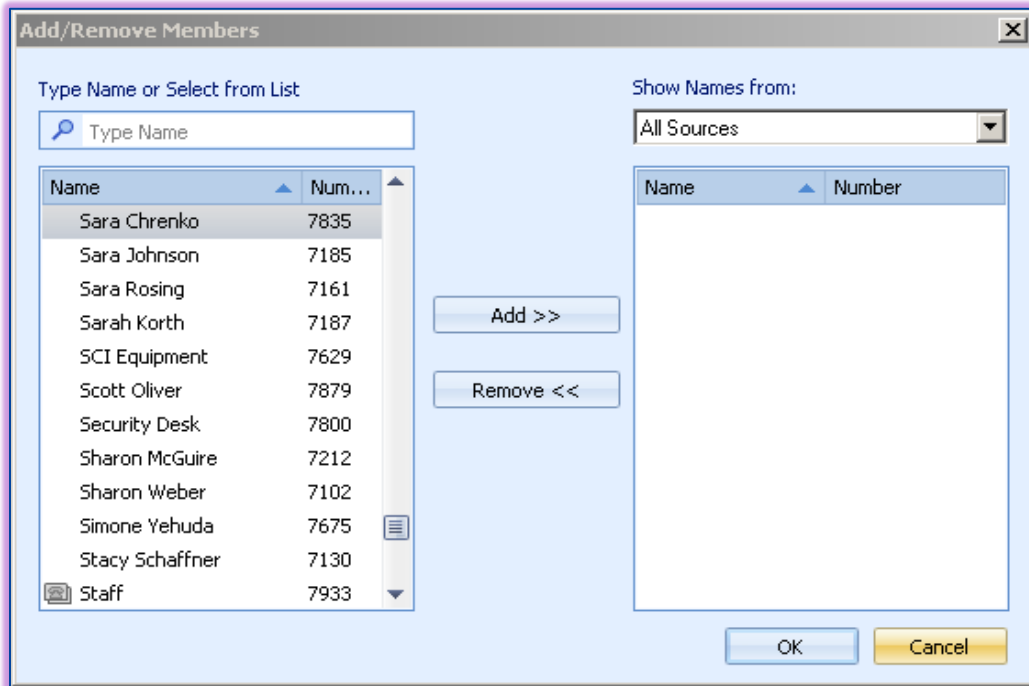 Add/Remove Members
Type Name or Select from List
Show Names from:
Type Name
All Sources
Name Num...
Name Number
Sara Chrenko 7835
Sara Johnson 7185
Sara Rosing 7161
Sarah Korth 7187
SCI Equipment 7629
Scott Oliver 7879
Security Desk 7800
Sharon McGuire 7212
Sharon Weber 7102
Simone Yehuda 7675
Stacy Schaffner 7130
Staff 7933
Add >>
Remove <<
OK
Cancel